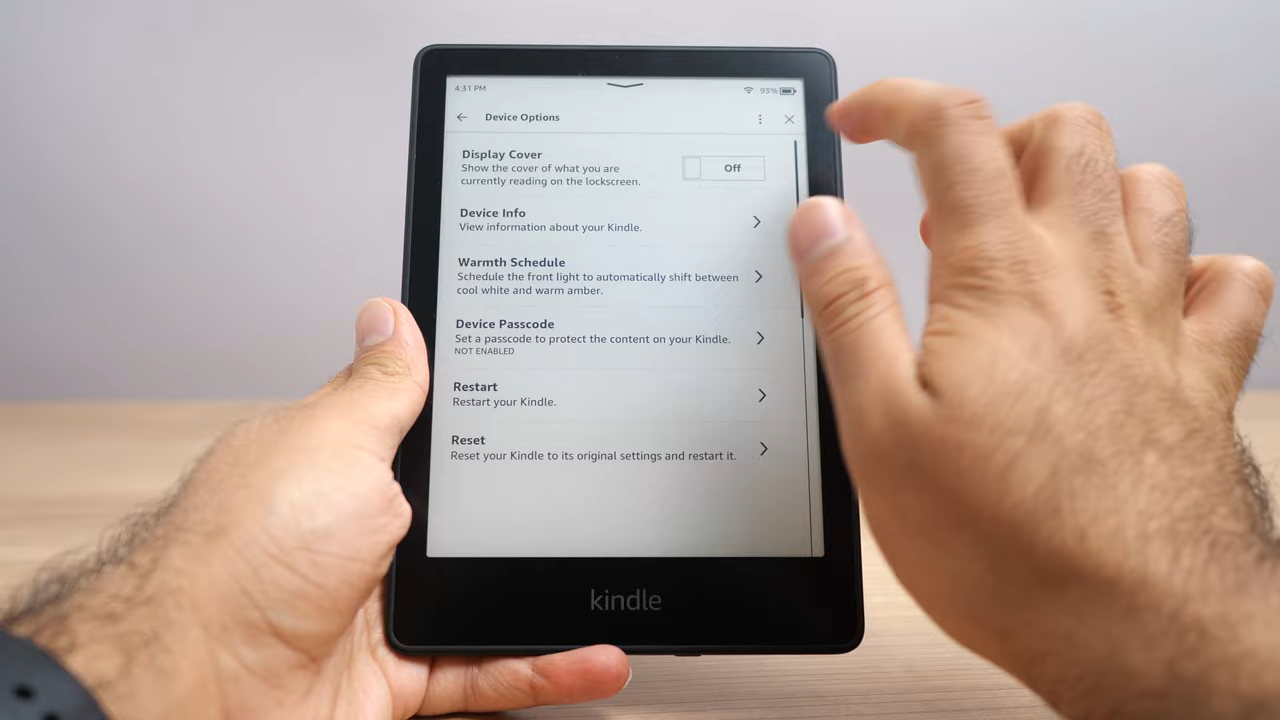 4:31 PM
93%
Device Options
Display Cover
Show the cover of what you are
currently reading on the lockscreen.
Off
Device Info
View information about your Kindle.
Warmth Schedule
Schedule the front light to automatically shift between
cool white and warm amber.
Device Passcode
Set a passcode to protect the content on your Kindle.
NOT ENABLED
Restart
Restart your Kindle.
Reset
Reset your Kindle to its original settings and restart it.
kindle